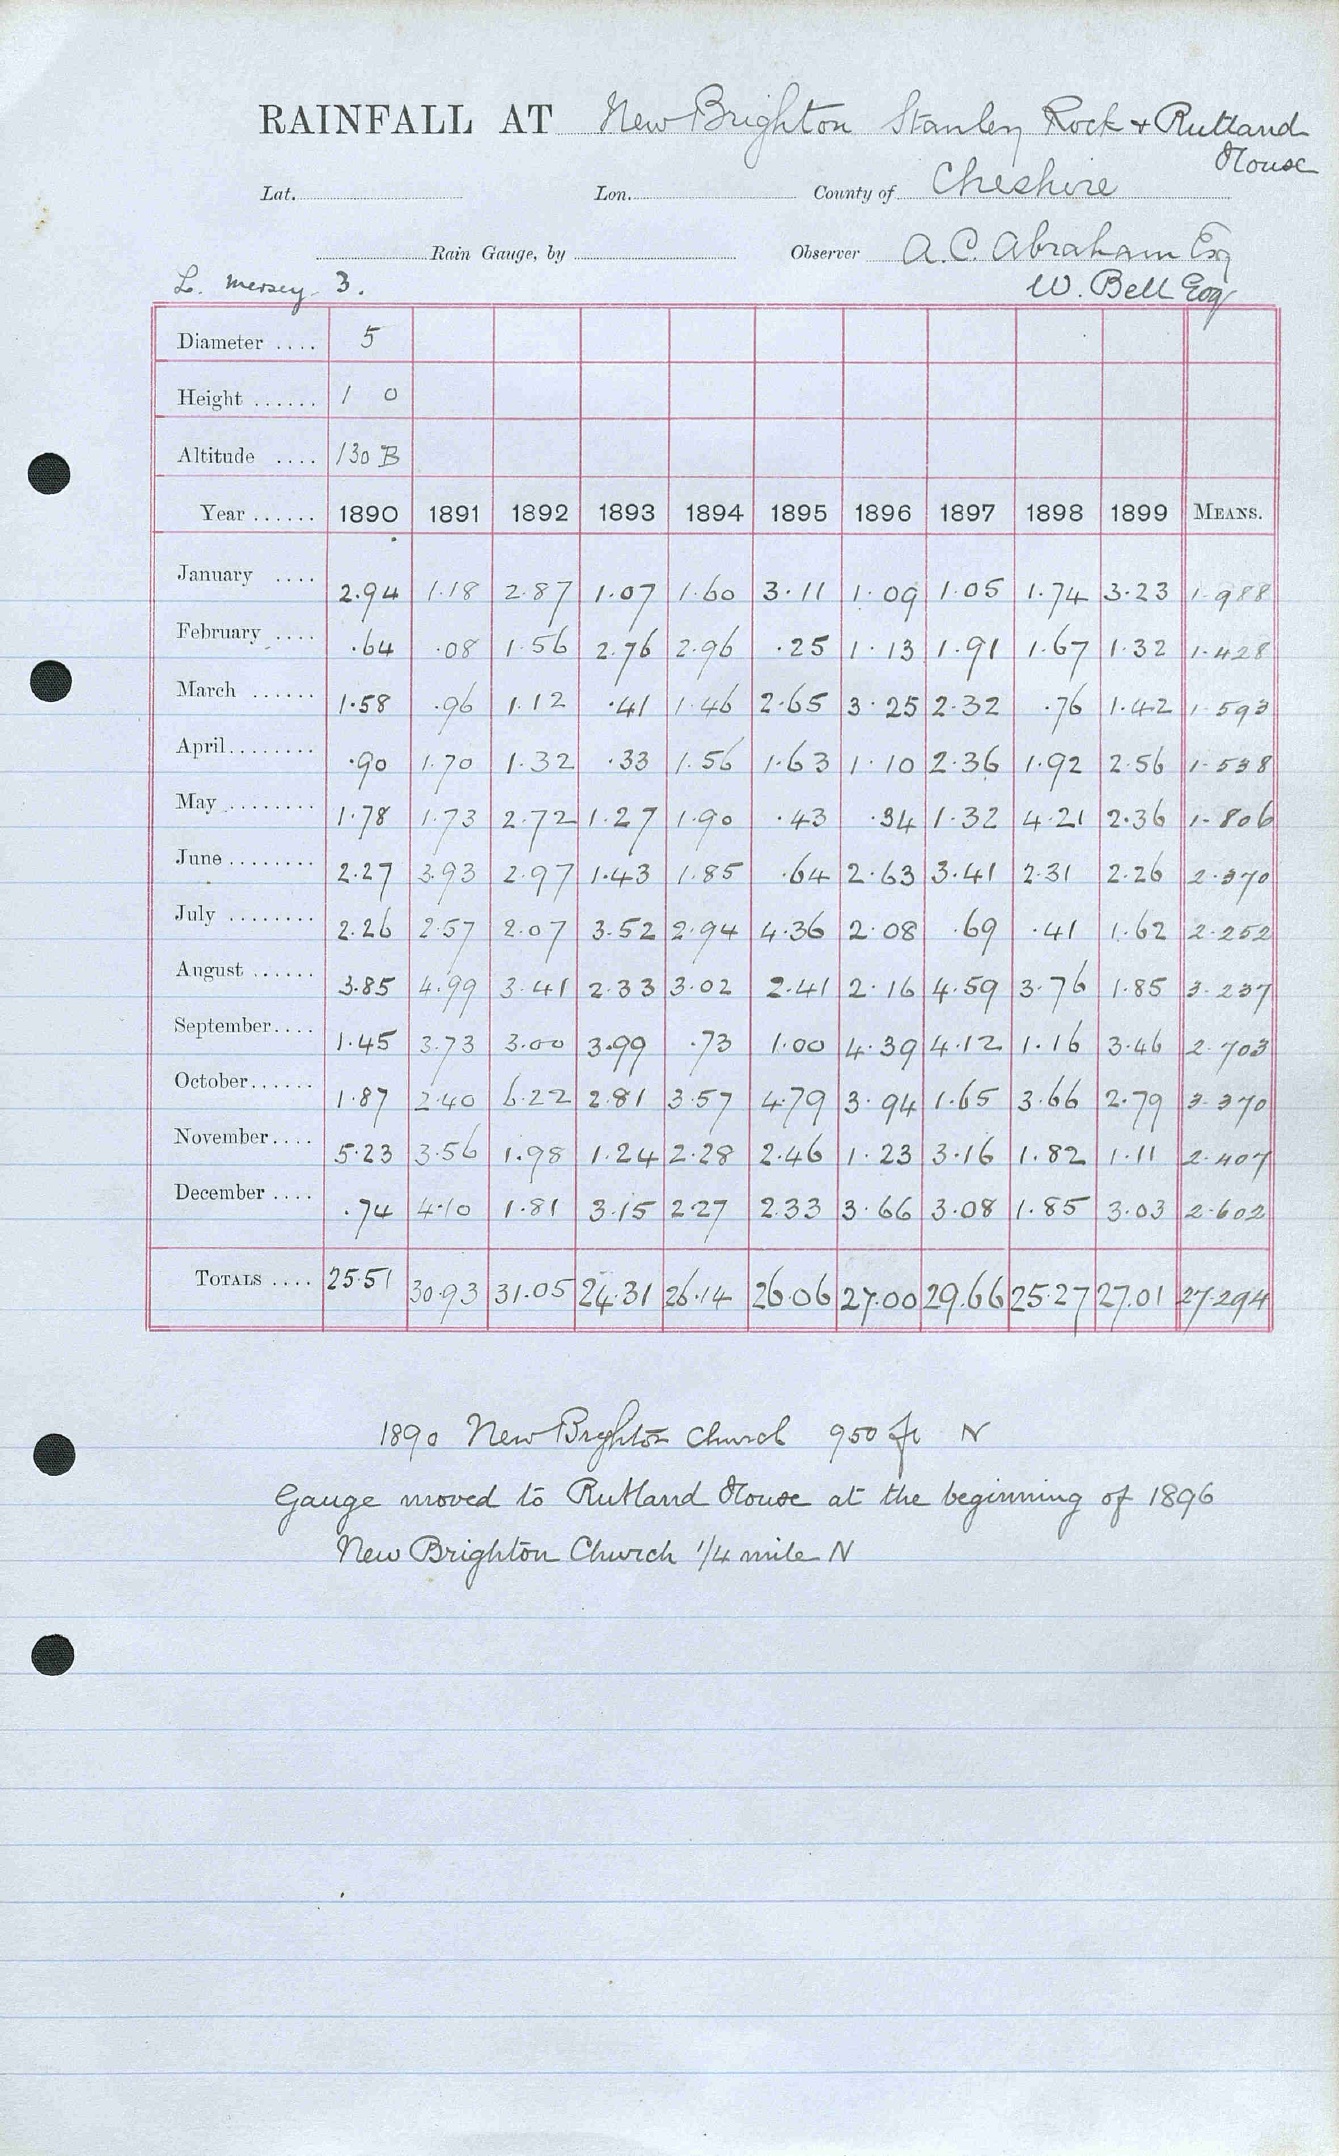 RAINFALL AT New Brighton Stanley Rock & Rutland
House
Lat. Lon. County of Cheshire
Rain Gauge, by Observer A. C. Abraham Esq
L. Mersey 3. W. Bell Esq
Diameter .... 5
Height ...... 1 0
Altitude .... 130 B
Year ...... 1890 1891 1892 1893 1894 1895 1896 1897 1898 1899 MEANS.
January .... 2.94 1.18 2.87 1.07 1.60 3.11 1.09 1.05 1.74 3.23 1.988
February .... .64 .08 1.56 2.76 2.96 .25 1.13 1.91 1.67 1.32 1.428
March ...... 1.58 .96 1.12 .41 1.46 2.65 3.25 2.32 .76 1.42 1.593
April ........ .90 1.70 1.32 .33 1.56 1.63 1.10 2.36 1.92 2.56 1.538
May ........ 1.78 1.73 2.72 1.27 1.90 .43 .34 1.32 4.21 2.36 1.806
June ........ 2.27 3.93 2.97 1.43 1.85 .64 2.63 3.41 2.31 2.26 2.370
July ........ 2.26 2.57 2.07 3.52 2.94 4.36 2.08 .69 .41 1.62 2.252
August ...... 3.85 4.99 3.41 2.33 3.02 2.41 2.16 4.59 3.76 1.85 3.237
September.... 1.45 3.73 3.00 3.99 .73 1.00 4.39 4.12 1.16 3.46 2.703
October...... 1.87 2.40 6.22 2.81 3.57 4.79 3.94 1.65 3.66 2.79 3.370
November.... 5.23 3.56 1.98 1.24 2.28 2.46 1.23 3.16 1.82 1.11 2.407
December .... .74 4.10 1.81 3.15 2.27 2.33 3.66 3.08 1.85 3.03 2.602
TOTALS .... 25.51 30.93 31.05 24.31 26.14 26.06 27.00 29.66 25.27 27.01 27.294
1890 New Brighton Church 950 ft N
Gauge moved to Rutland House at the beginning of 1896
New Brighton Church 1/4 mile N